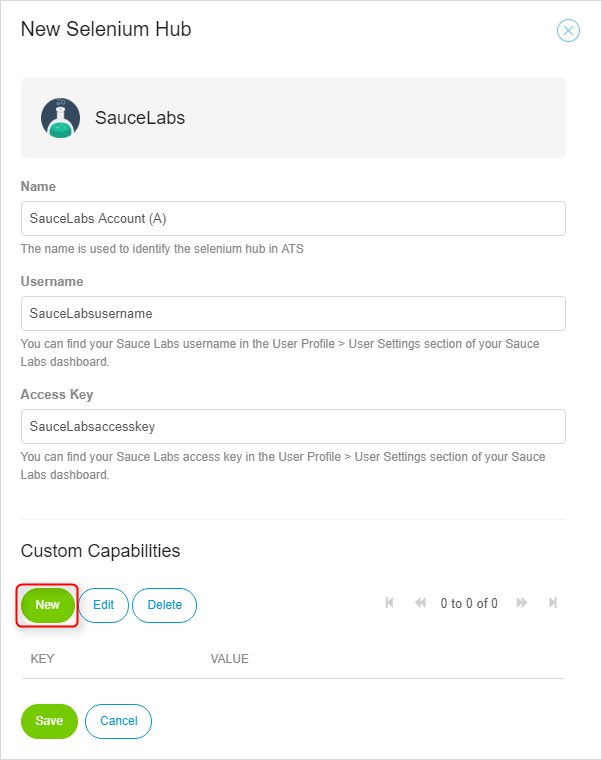 New Selenium Hub
SauceLabs
Name
SauceLabs Account (A)
The name is used to identify the selenium hub in ATS
Username
SauceLabsusername
You can find your Sauce Labs username in the User Profile > User Settings section of your Sauce
Labs dashboard.
Access Key
SauceLabsaccesskey
You can find your Sauce Labs access key in the User Profile > User Settings section of your Sauce
Labs dashboard.
Custom Capabilities
New Edit Delete 0 to 0 of 0
KEY VALUE
Save Cancel